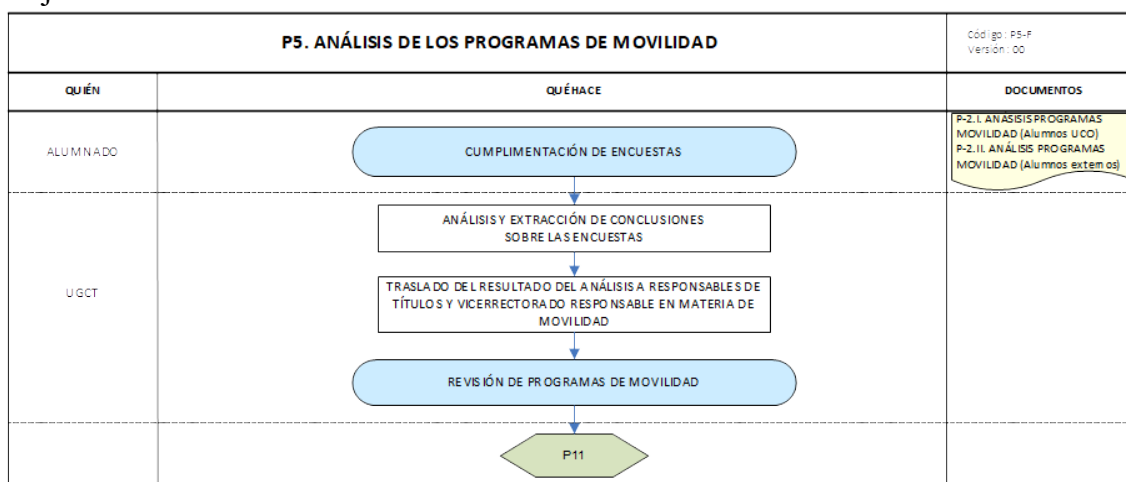 P5. ANÁLISIS DE LOS PROGRAMAS DE MOVILIDAD
Código: P5-F
Versión: 00
QUIÉN
QUÉ HACE
DOCUMENTOS
ALUMNADO
CUMPLIMENTACIÓN DE ENCUESTAS
P-2.I. ANASISIS PROGRAMAS
MOVILIDAD (Alumnos UCO)
P-2.II. ANÁLISIS PROGRAMAS
MOVILIDAD (Alumnos externos)
UGCT
ANÁLISIS Y EXTRACCIÓN DE CONCLUSIONES
SOBRE LAS ENCUESTAS
TRASLADO DEL RESULTADO DEL ANÁLISIS A RESPONSABLES DE
TÍTULOS Y VICERRECTORADO RESPONSABLE EN MATERIA DE
MOVILIDAD
REVISIÓN DE PROGRAMAS DE MOVILIDAD
P11